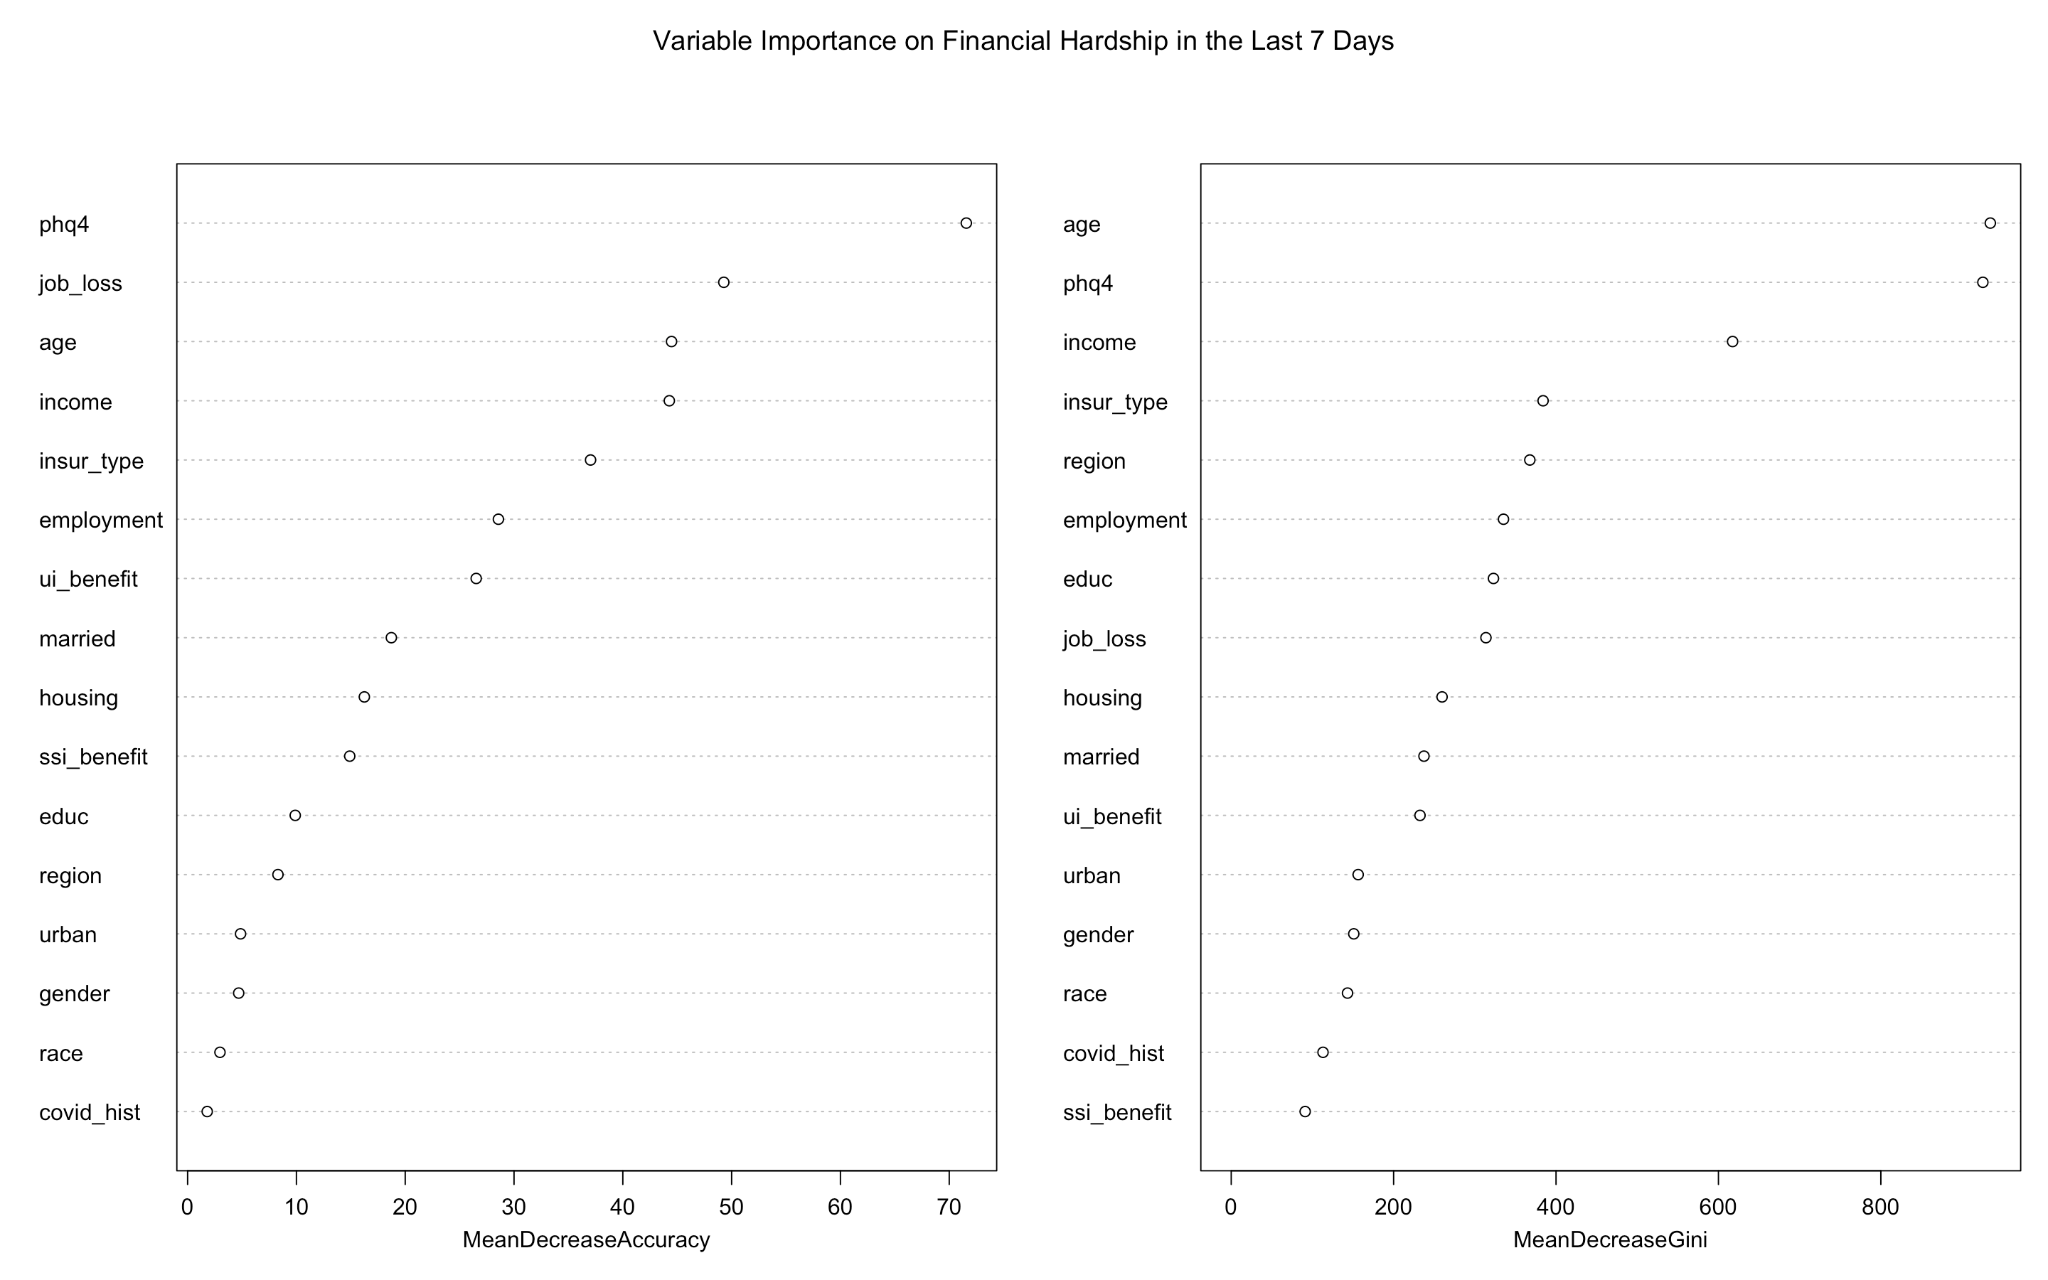 Variable Importance on Financial Hardship in the Last 7 Days
phq4
job_loss
age
income
insur_type
employment
ui_benefit
married
housing
ssi_benefit
educ
region
urban
gender
race
covid_hist
0 10 20 30 40 50 60 70
MeanDecreaseAccuracy
age
phq4
income
insur_type
region
employment
educ
job_loss
housing
married
ui_benefit
urban
gender
race
covid_hist
ssi_benefit
0 200 400 600 800
MeanDecreaseGini